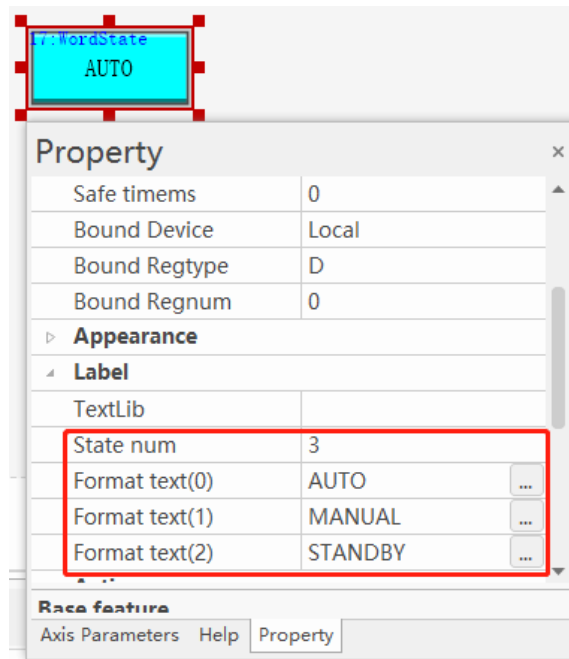 17:WordState
AUTO
Property
Safe timems 0
Bound Device Local
Bound Regtype D
Bound Regnum 0
Appearance
Label
TextLib
State num 3
Format text(0) AUTO ...
Format text(1) MANUAL ...
Format text(2) STANDBY ...
Base feature
Axis Parameters Help Property